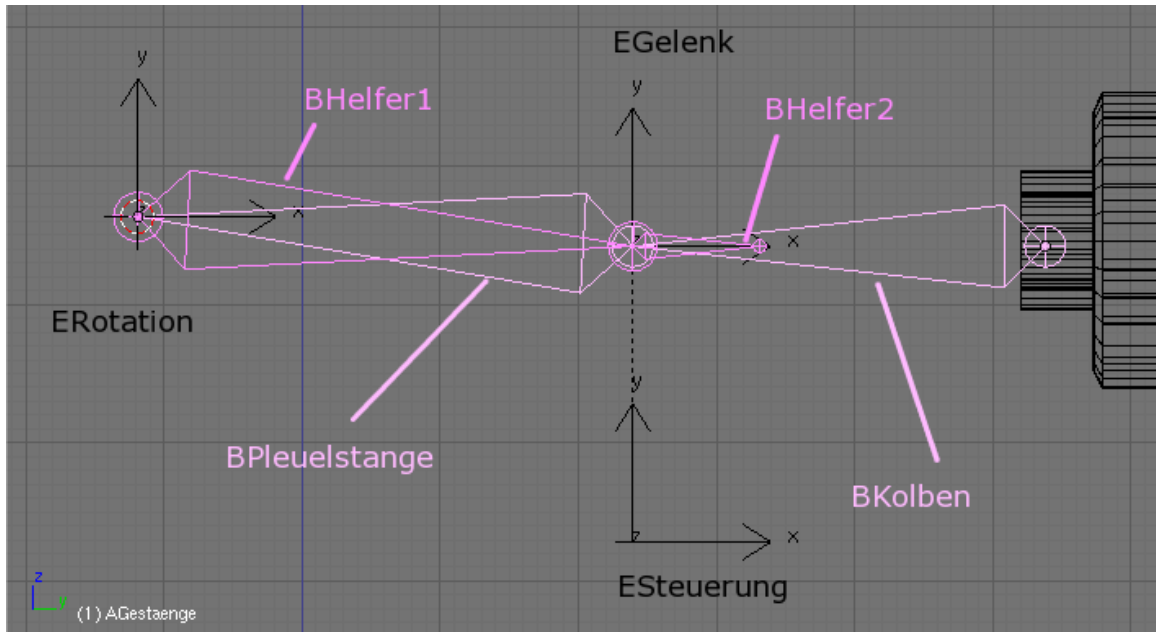 EGelenk
y
BHelfer1
y
BHelfer2
x
x
z
ERotation
y
BPleuelstange
BKolben
z
x
ESteuerung
z
y
(1) AGestaenge